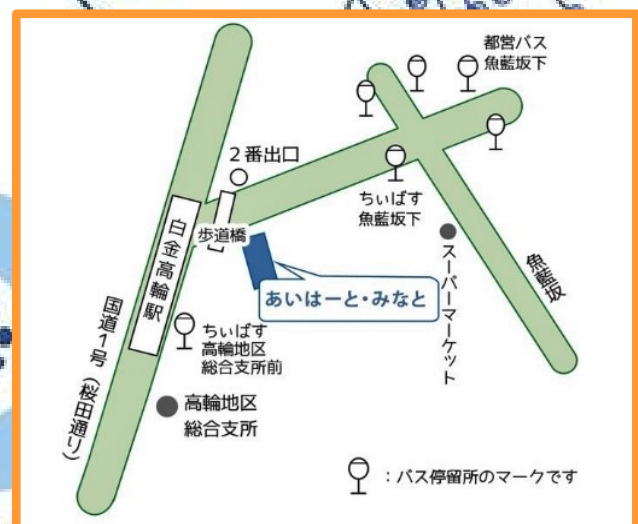 都営バス
魚藍坂下
２番出口
ちぃばす
魚藍坂下
歩道橋
白金高輪駅
あいはーと・みなと
スーパーマーケット
魚藍坂
国道１号（桜田通り）
ちぃばす
高輪地区
総合支所前
高輪地区
総合支所
：バス停留所のマークです